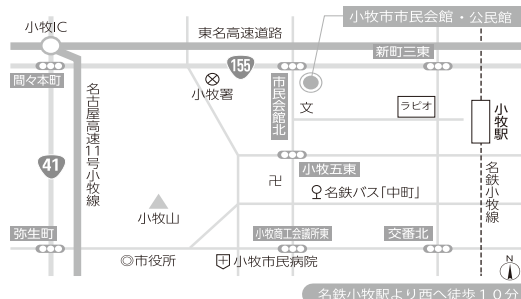 小牧市市民会館・公民館
小牧IC
東名高速道路
新町三東
155
間々本町
小牧署
市民会館北
文
ラピオ
小牧駅
名古屋高速11号小牧線
41
小牧五東
卍
名鉄バス「中町」
名鉄小牧線
小牧山
弥生町
小牧商工会議所東
交番北
◎市役所
小牧市民病院
N
名鉄小牧駅より西へ徒歩10分